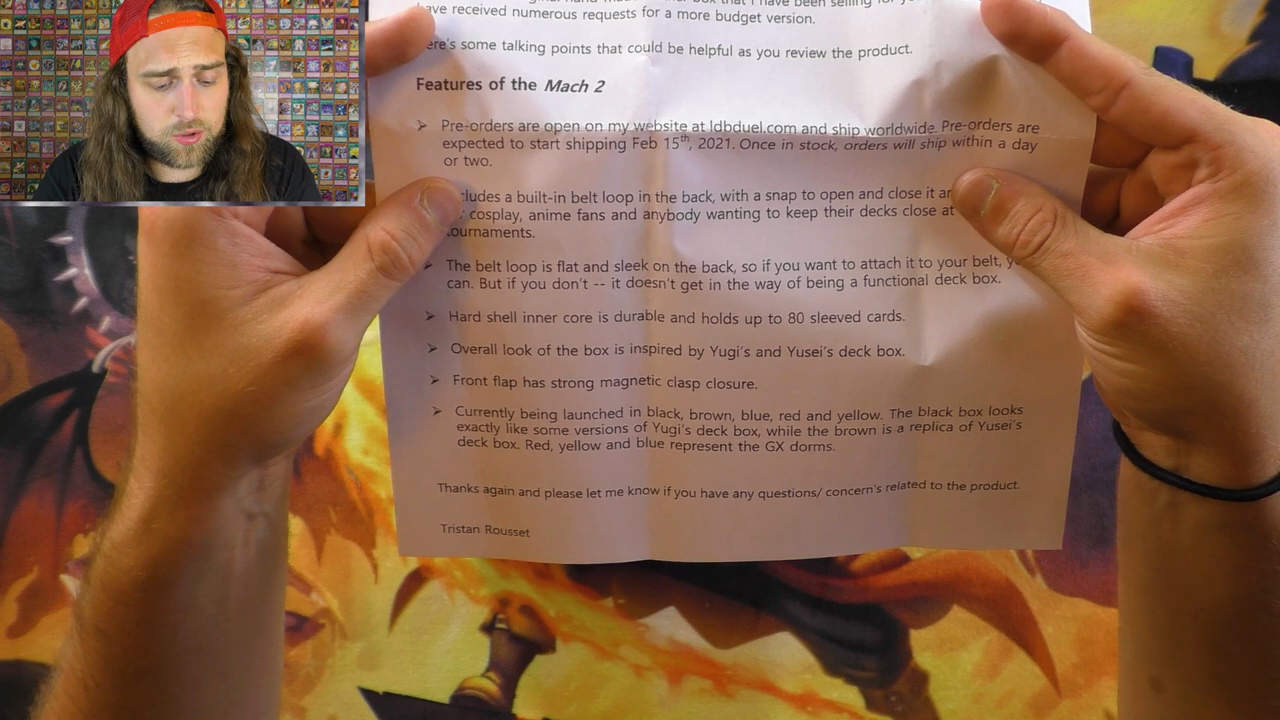 box that I have been selling for
have received numerous requests for a more budget version.
ere's some talking points that could be helpful as you review the product.
Features of the Mach 2
➢ Pre-orders are open on my website at ldbduel.com and ship worldwide. Pre-orders are
expected to start shipping Feb 15th, 2021. Once in stock, orders will ship within a day
or two.
cludes a built-in belt loop in the back, with a snap to open and close it
cosplay, anime fans and anybody wanting to keep their decks close at
tournaments.
➢ The belt loop is flat and sleek on the back, so if you want to attach it to your belt,
can. But if you don't -- it doesn't get in the way of being a functional deck box.
➢ Hard shell inner core is durable and holds up to 80 sleeved cards.
➢ Overall look of the box is inspired by Yugi's and Yusei's deck box.
➢ Front flap has strong magnetic clasp closure.
➢ Currently being launched in black, brown, blue, red and yellow. The black box looks
exactly like some versions of Yugi's deck box, while the brown is a replica of Yusei's
deck box. Red, yellow and blue represent the GX dorms.
Thanks again and please let me know if you have any questions/ concern's related to the product.
Tristan Rousset